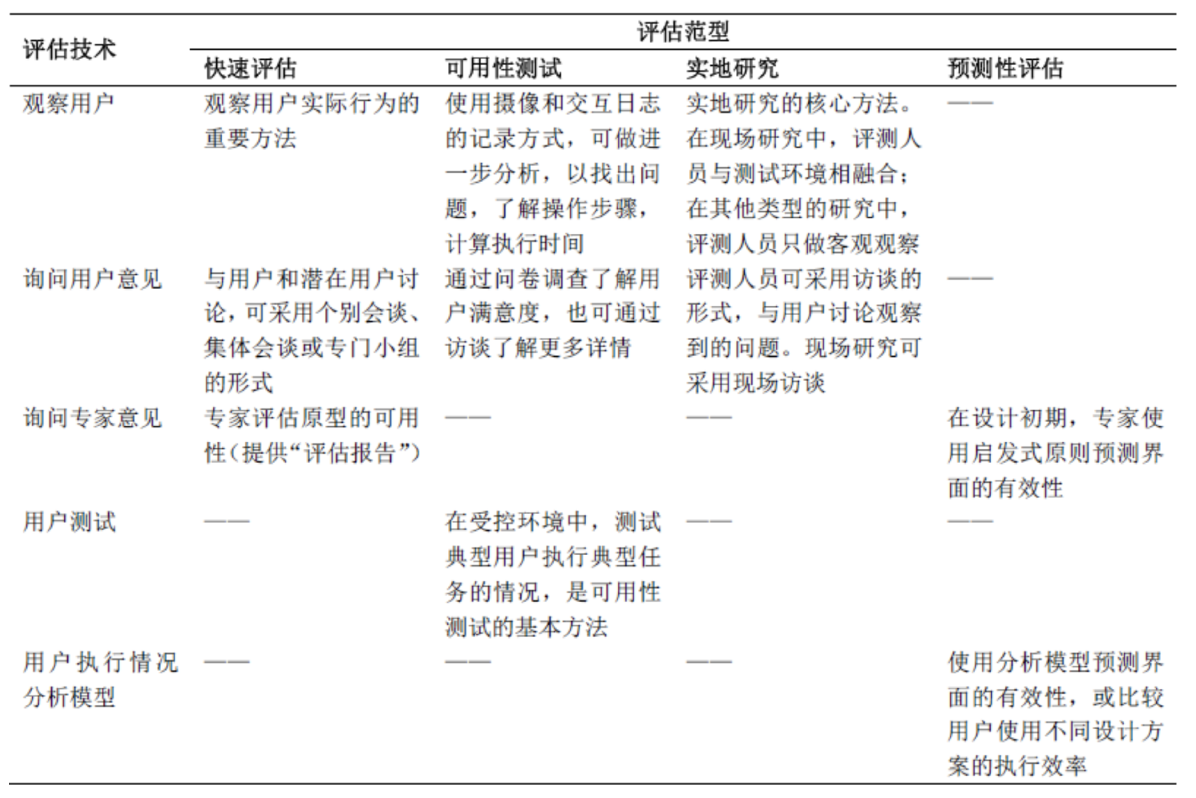 评估范型
评估技术
快速评估 可用性测试 实地研究 预测性评估
观察用户
观察用户实际行为的
重要方法
使用摄像和交互日志
的记录方式，可做进
一步分析，以找出问
题，了解操作步骤，
计算执行时间
实地研究的核心方法。
在现场研究中，评测人
员与测试环境相融合；
在其他类型的研究中，
评测人员只做客观观察
——
询问用户意见
与用户和潜在用户讨
论，可采用个别会谈、
集体会谈或专门小组
的形式
通过问卷调查了解用
户满意度，也可通过
访谈了解更多详情
评测人员可采用访谈的
形式，与用户讨论观察
到的问题。现场研究可
采用现场访谈
——
询问专家意见
专家评估原型的可用
性（提供“评估报告”）
——
——
在设计初期，专家使
用启发式原则预测界
面的有效性
用户测试
——
在受控环境中，测试
典型用户执行典型任
务的情况，是可用性
测试的基本方法
——
——
用户执行情况
分析模型
——
——
——
使用分析模型预测界
面的有效性，或比较
用户使用不同设计方
案的执行效率